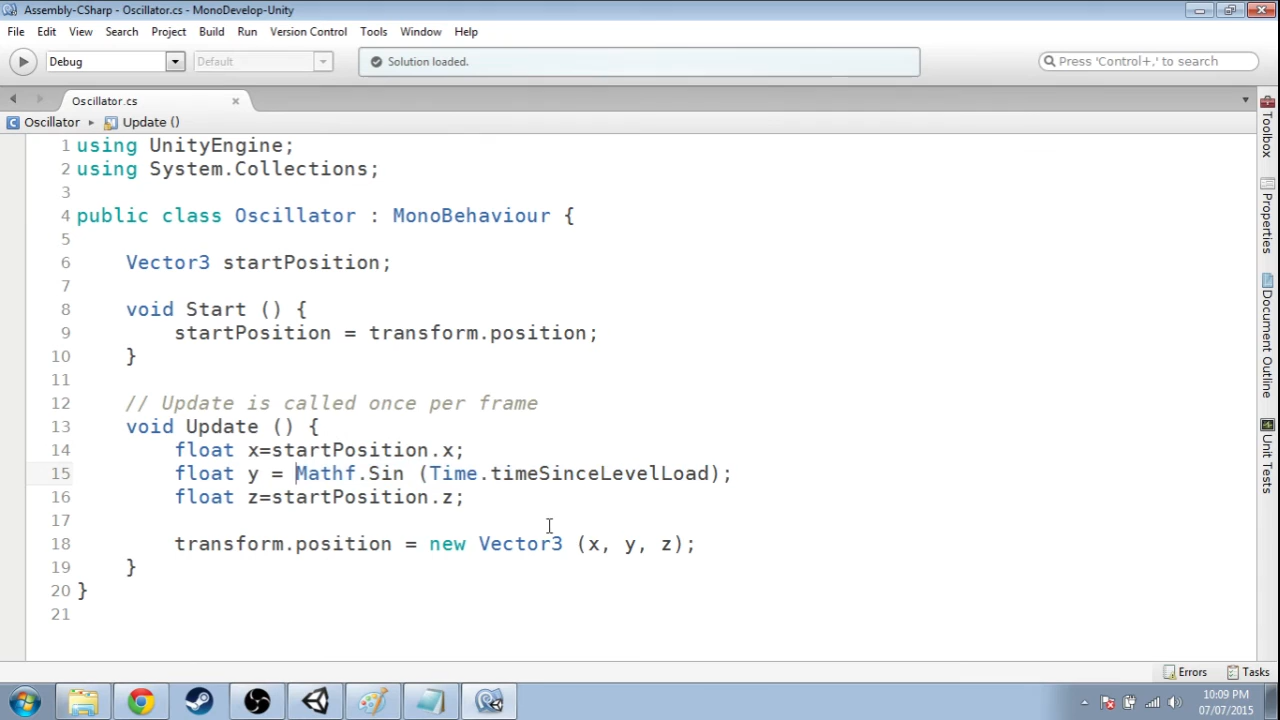 Assembly-CSharp - Oscillator.cs - MonoDevelop-Unity
File Edit View Search Project Build Run Version Control Tools Window Help
Debug Default Solution loaded. Press 'Control+,' to search
Oscillator.cs
Oscillator ▸ Update ()
1 using UnityEngine;
2 using System.Collections;
3
4 public class Oscillator : MonoBehaviour {
5
6 Vector3 startPosition;
7
8 void Start () {
9 startPosition = transform.position;
10 }
11
12 // Update is called once per frame
13 void Update () {
14 float x=startPosition.x;
15 float y = Mathf.Sin (Time.timeSinceLevelLoad);
16 float z=startPosition.z;
17
18 transform.position = new Vector3 (x, y, z);
19 }
20 }
21
Toolbox
Properties
Document Outline
Unit Tests
Errors Tasks
10:09 PM
07/07/2015